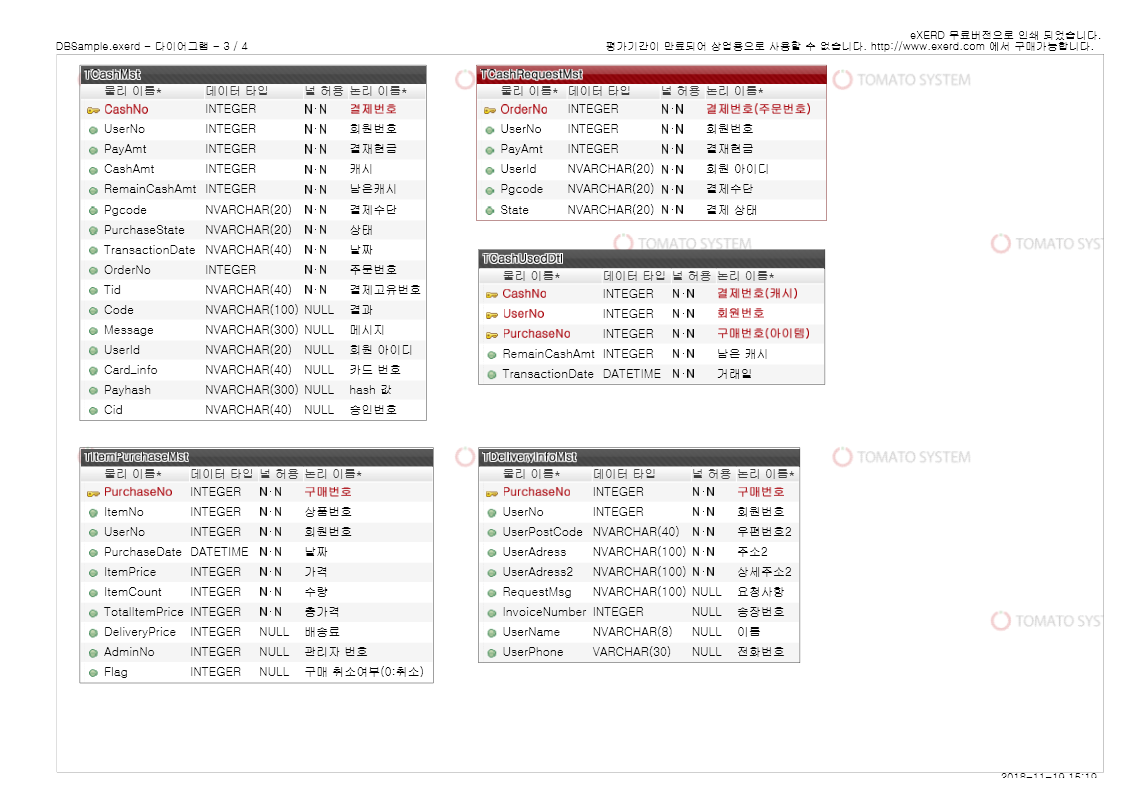 eXERD 무료버전으로 인쇄 되었습니다.
DBSample.exerd - 다이어그램 - 3 / 4
평가기간이 만료되어 상업용으로 사용할 수 없습니다. http://www.exerd.com 에서 구매가능합니다.
TCashMst
물리 이름* 데이터 타입 널 허용 논리 이름*
CashNo INTEGER N·N 결제번호
UserNo INTEGER N·N 회원번호
PayAmt INTEGER N·N 결재현금
CashAmt INTEGER N·N 캐시
RemainCashAmt INTEGER N·N 남은캐시
Pgcode NVARCHAR(20) N·N 결제수단
PurchaseState NVARCHAR(20) N·N 상태
TransactionDate NVARCHAR(40) N·N 날짜
OrderNo INTEGER N·N 주문번호
Tid NVARCHAR(40) N·N 결제고유번호
Code NVARCHAR(100) NULL 결과
Message NVARCHAR(300) NULL 메시지
UserId NVARCHAR(20) NULL 회원 아이디
Card_info NVARCHAR(40) NULL 카드 번호
Payhash NVARCHAR(300) NULL hash 값
Cid NVARCHAR(40) NULL 승인번호
TCashRequestMst
물리 이름* 데이터 타입 널 허용 논리 이름*
OrderNo INTEGER N·N 결제번호(주문번호)
UserNo INTEGER N·N 회원번호
PayAmt INTEGER N·N 결재현금
UserId NVARCHAR(20) N·N 회원 아이디
Pgcode NVARCHAR(20) N·N 결제수단
State NVARCHAR(20) N·N 결제 상태
TOMATO SYSTEM
TOMATO SYSTEM
TOMATO SYST
TCashUsedDtl
물리 이름* 데이터 타입 널 허용 논리 이름*
CashNo INTEGER N·N 결제번호(캐시)
UserNo INTEGER N·N 회원번호
PurchaseNo INTEGER N·N 구매번호(아이템)
RemainCashAmt INTEGER N·N 남은 캐시
TransactionDate DATETIME N·N 거래일
TItemPurchaseMst
물리 이름* 데이터 타입 널 허용 논리 이름*
PurchaseNo INTEGER N·N 구매번호
ItemNo INTEGER N·N 상품번호
UserNo INTEGER N·N 회원번호
PurchaseDate DATETIME N·N 날짜
ItemPrice INTEGER N·N 가격
ItemCount INTEGER N·N 수량
TotalItemPrice INTEGER N·N 총가격
DeliveryPrice INTEGER NULL 배송료
AdminNo INTEGER NULL 관리자 번호
Flag INTEGER NULL 구매 취소여부(0:취소)
TDeliveryInfoMst
물리 이름* 데이터 타입 널 허용 논리 이름*
PurchaseNo INTEGER N·N 구매번호
UserNo INTEGER N·N 회원번호
UserPostCode NVARCHAR(40) N·N 우편번호2
UserAdress NVARCHAR(100) N·N 주소2
UserAdress2 NVARCHAR(100) N·N 상세주소2
RequestMsg NVARCHAR(100) NULL 요청사항
InvoiceNumber INTEGER NULL 송장번호
UserName NVARCHAR(8) NULL 이름
UserPhone VARCHAR(30) NULL 전화번호
TOMATO SYSTEM
TOMATO SYST
2018-11-19 15:19